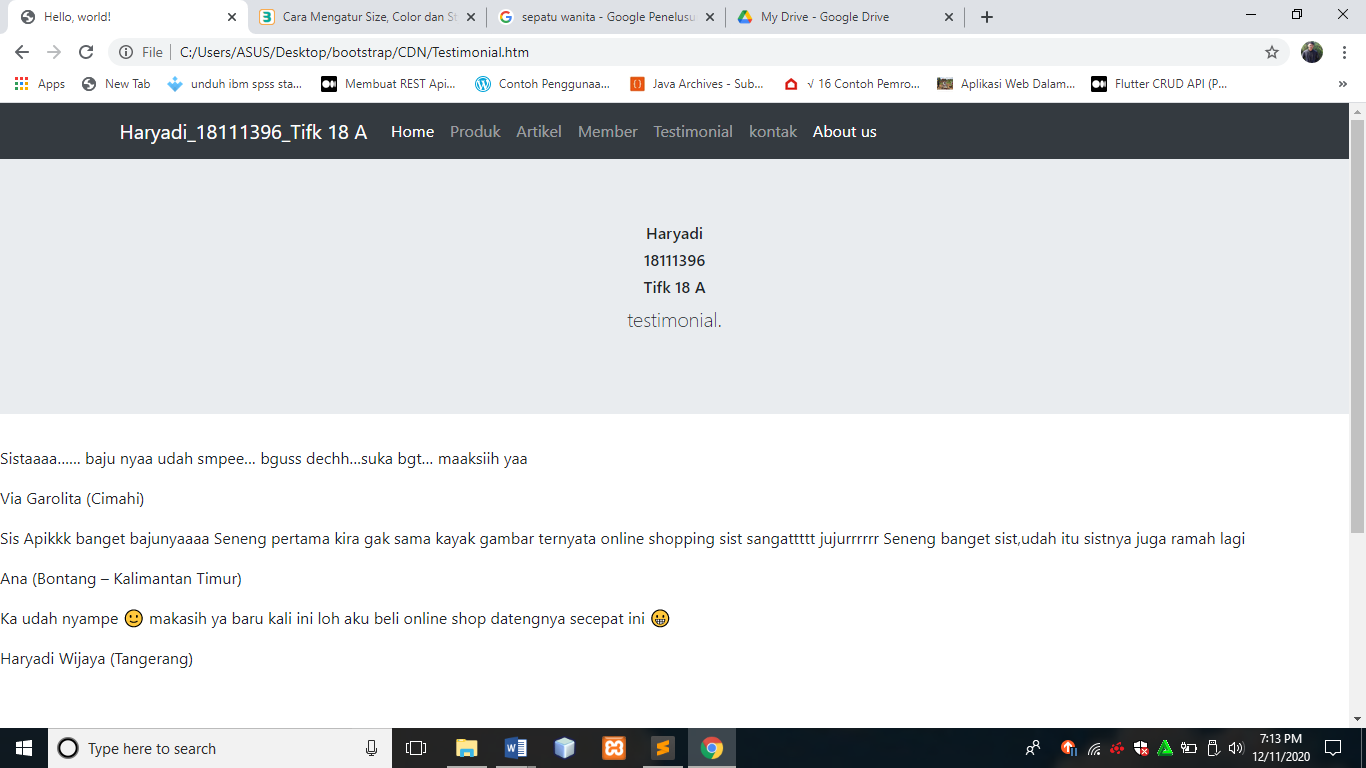 Hello, world!
Cara Mengatur Size, Color dan St
sepatu wanita - Google Penelusu
My Drive - Google Drive
File
C:/Users/ASUS/Desktop/bootstrap/CDN/Testimonial.htm
Apps
New Tab
unduh ibm spss sta...
Membuat REST Api...
Contoh Penggunaa...
Java Archives - Sub...
√ 16 Contoh Pemro...
Aplikasi Web Dalam...
Flutter CRUD API (P...
»
Haryadi_18111396_Tifk 18 A
Home
Produk
Artikel
Member
Testimonial
kontak
About us
Haryadi
18111396
Tifk 18 A
testimonial.
Sistaaaa…… baju nyaa udah smpee… bguss dechh…suka bgt… maaksiih yaa
Via Garolita (Cimahi)
Sis Apikkk banget bajunyaaaa Seneng pertama kira gak sama kayak gambar ternyata online shopping sist sangattttt jujurrrrrr Seneng banget sist,udah itu sistnya juga ramah lagi
Ana (Bontang – Kalimantan Timur)
Ka udah nyampe 🙂 makasih ya baru kali ini loh aku beli online shop datengnya secepat ini 😀
Haryadi Wijaya (Tangerang)
Type here to search
7:13 PM
12/11/2020